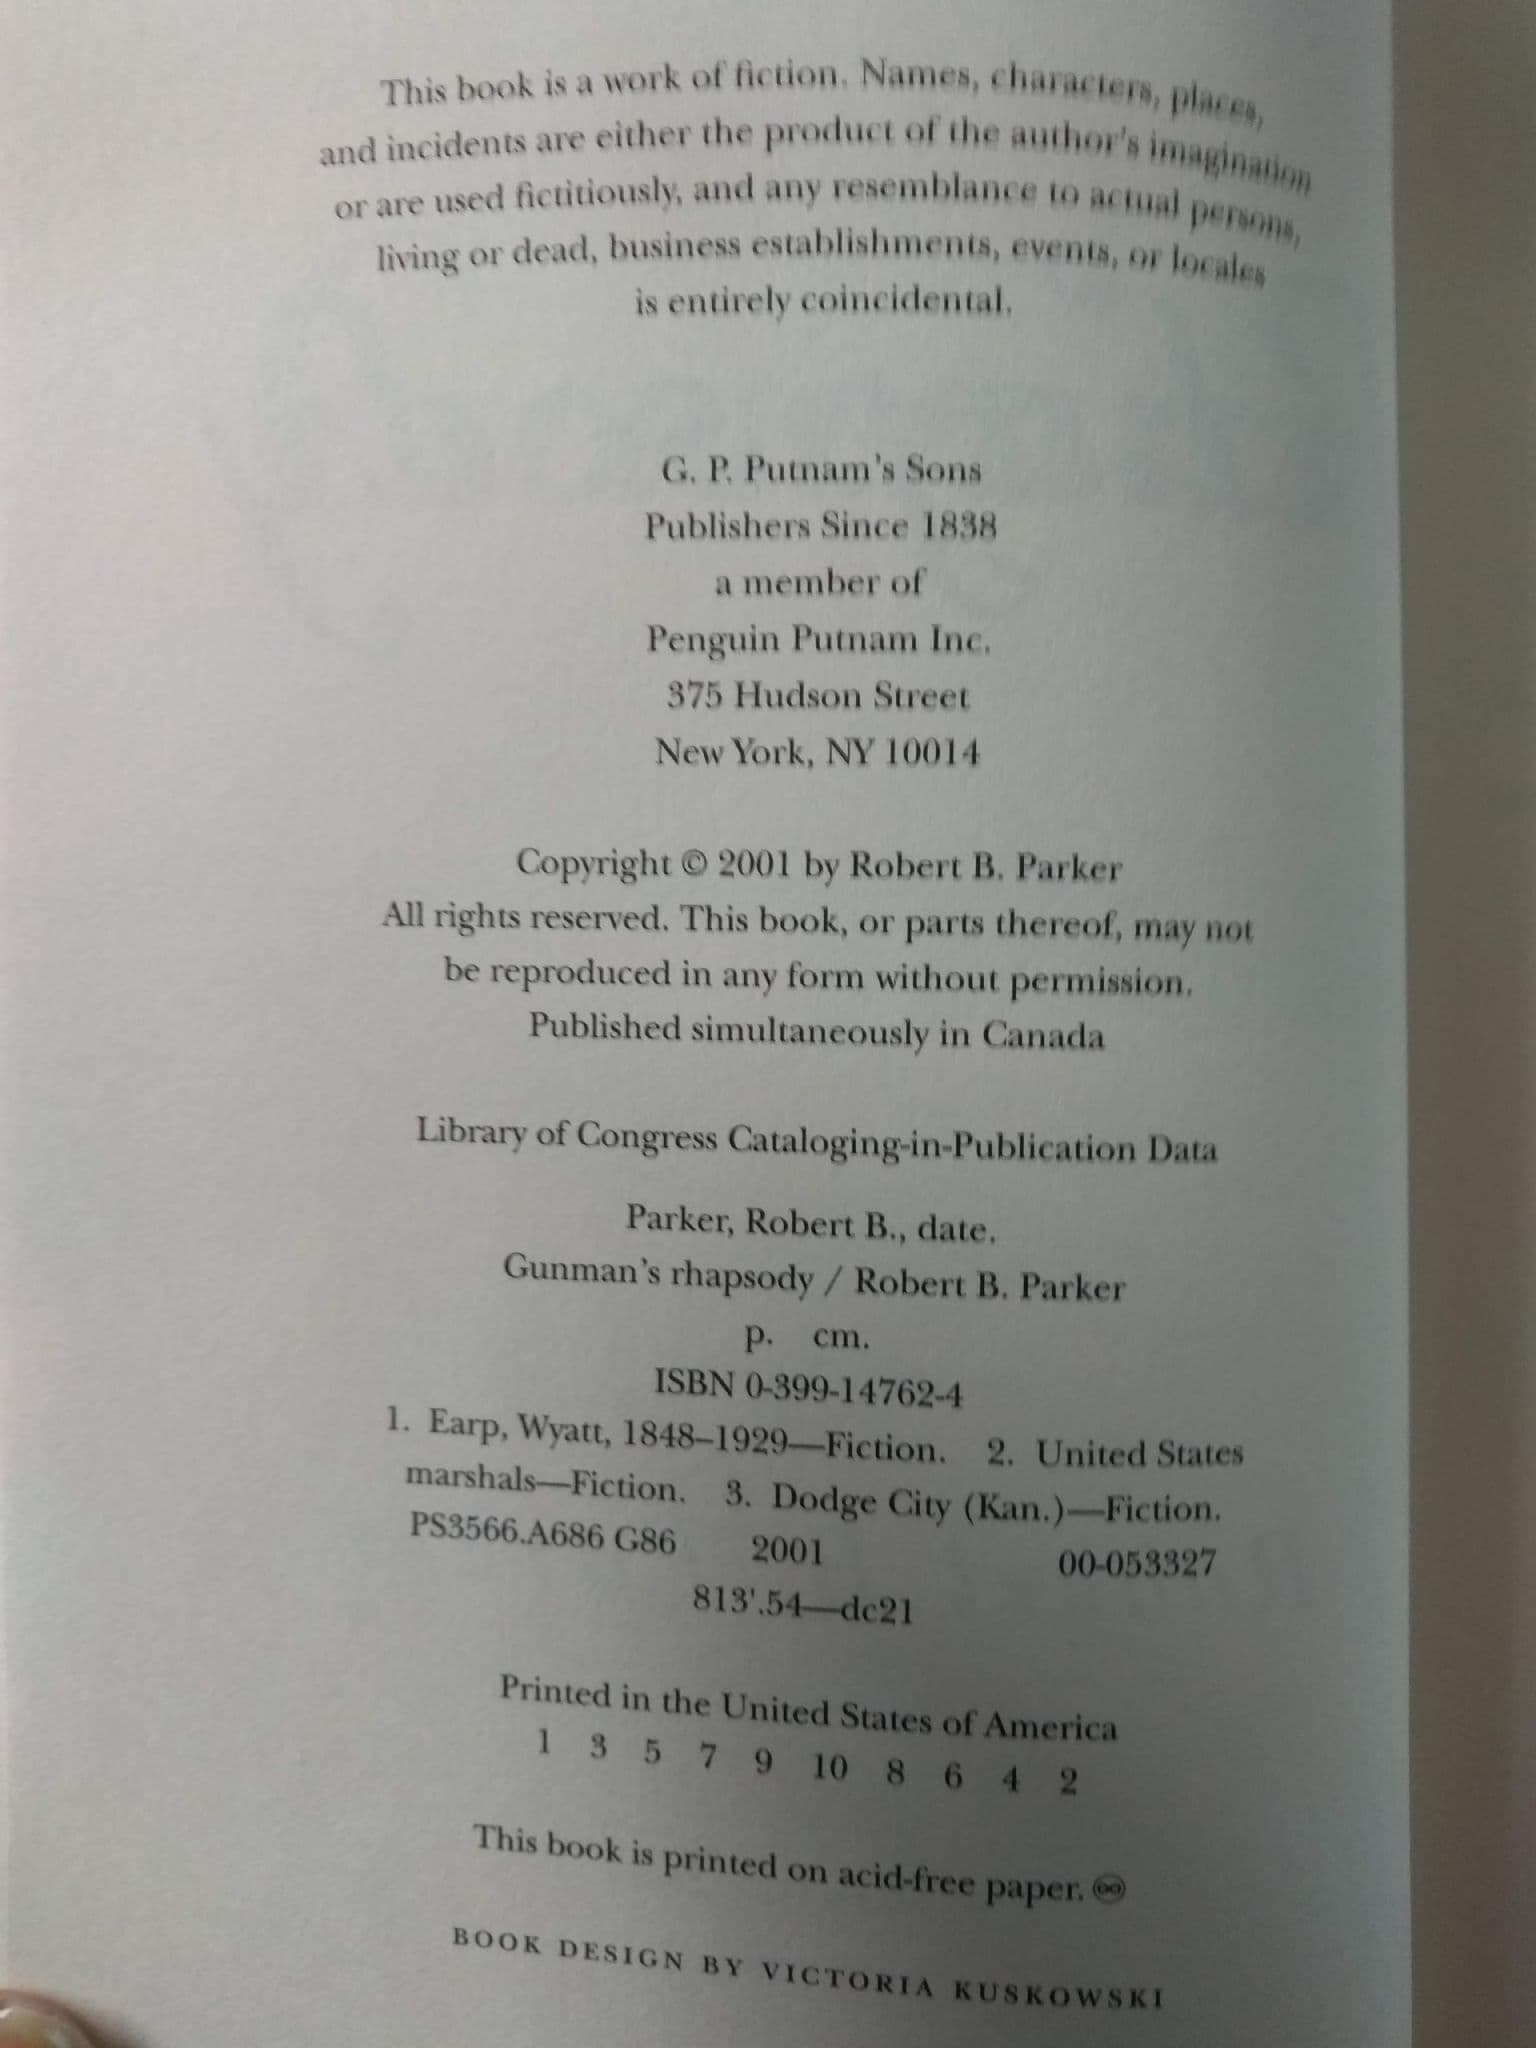 This book is a work of fiction. Names, characters, places,
and incidents are either the product of the author's imagination
or are used fictitiously, and any resemblance to actual persons,
living or dead, business establishments, events, or locales
is entirely coincidental.
G. P. Putnam's Sons
Publishers Since 1838
a member of
Penguin Putnam Inc.
375 Hudson Street
New York, NY 10014
Copyright © 2001 by Robert B. Parker
All rights reserved. This book, or parts thereof, may not
be reproduced in any form without permission.
Published simultaneously in Canada
Library of Congress Cataloging-in-Publication Data
Parker, Robert B., date.
Gunman's rhapsody / Robert B. Parker
p. cm.
ISBN 0-399-14762-4
1. Earp, Wyatt, 1848–1929—Fiction. 2. United States
marshals—Fiction. 3. Dodge City (Kan.)—Fiction.
PS3566.A686 G86 2001 00-053327
813'.54—dc21
Printed in the United States of America
1 3 5 7 9 10 8 6 4 2
This book is printed on acid-free paper. ♾
BOOK DESIGN BY VICTORIA KUSKOWSKI